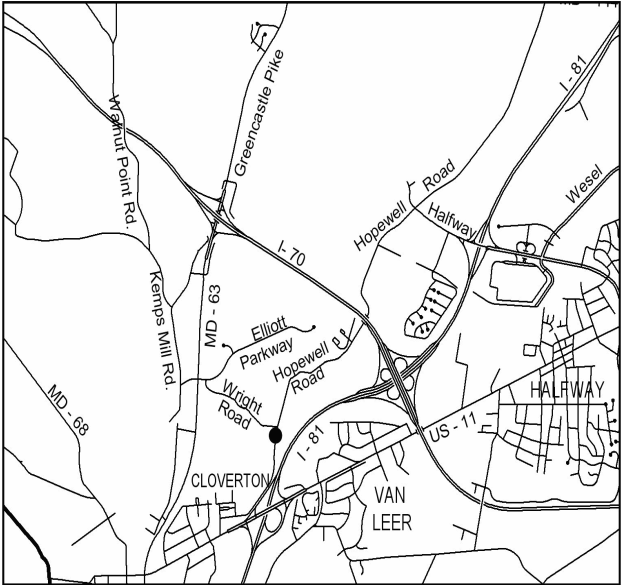 I - 81
Greencastle Pike
Walnut Point Rd.
Wesel
Hopewell Road
Halfway
I - 70
MD - 63
Kemps Mill Rd.
Elliott
Parkway
Hopewell
Road
Wright
Road
MD - 68
HALFWAY
US - 11
I - 81
CLOVERTON
VAN
LEER